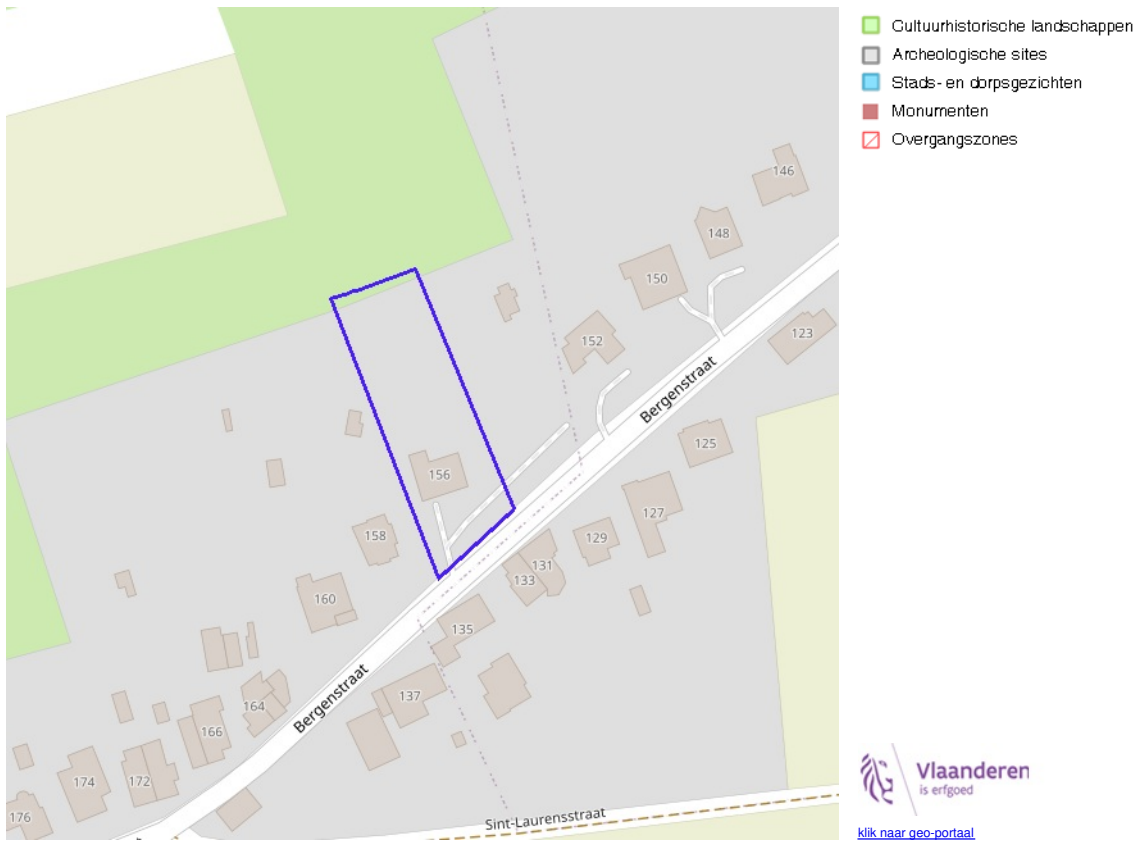 Cultuurhistorische landschappen
Archeologische sites
Stads- en dorpsgezichten
Monumenten
Overgangszones
146
148
150
152
123
Bergenstraat
125
156
127
158
129
131
133
160
135
Bergenstraat
137
164
166
174
172
176
Sint-Laurensstraat
Vlaanderen
is erfgoed
klik naar geo-portaal